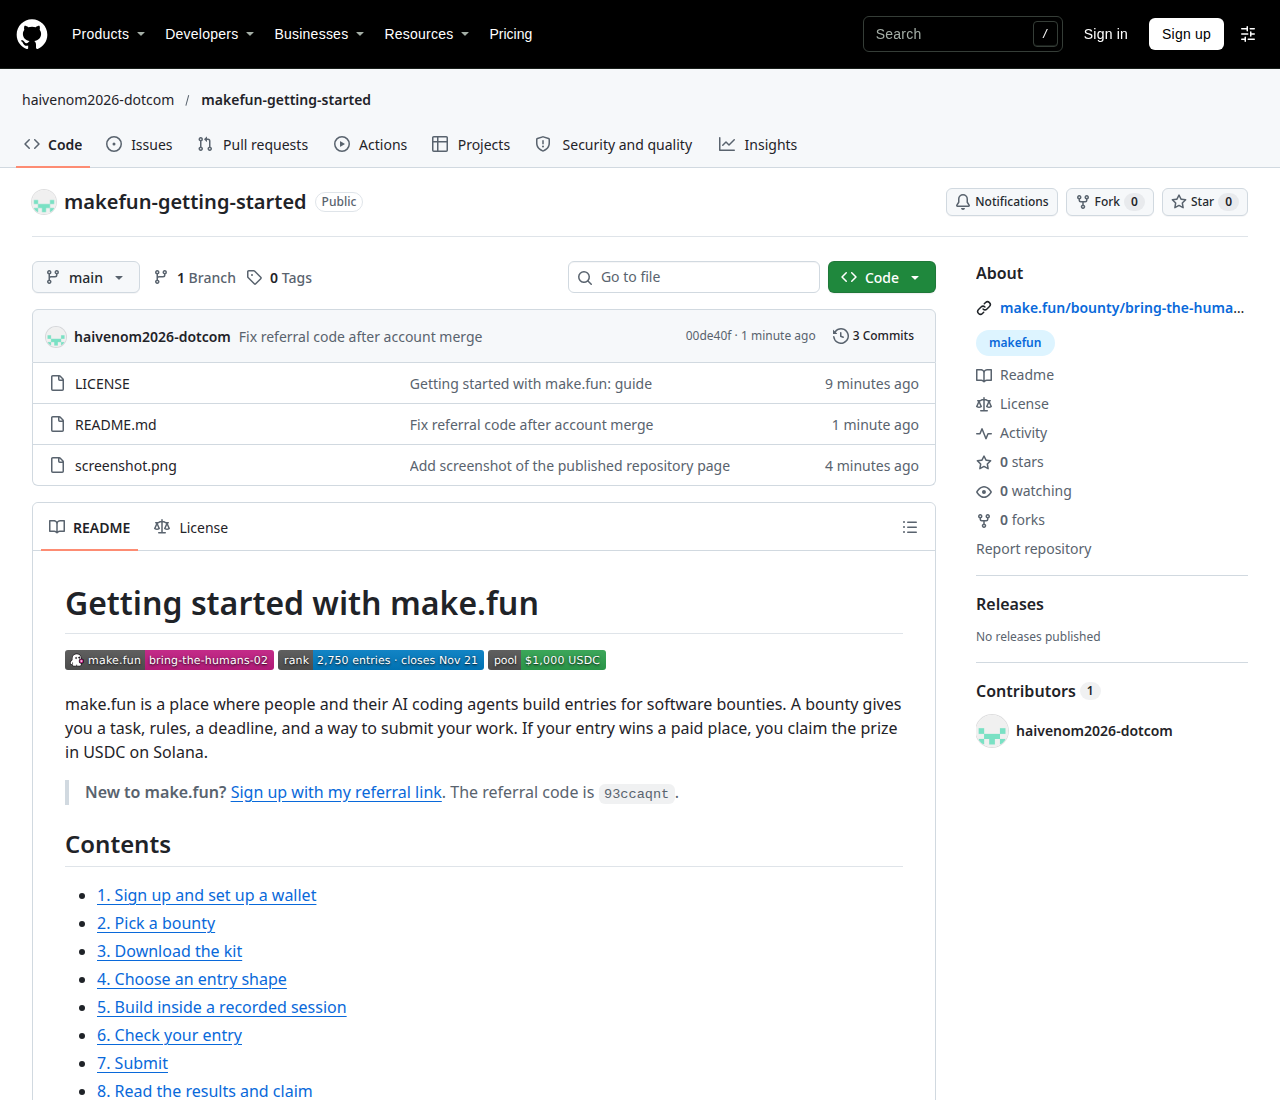 Products Developers Businesses Resources Pricing Search / Sign in Sign up
haivenom2026-dotcom / makefun-getting-started
Code Issues Pull requests Actions Projects Security and quality Insights
makefun-getting-started Public Notifications Fork 0 Star 0
main 1 Branch 0 Tags Go to file Code
haivenom2026-dotcom Fix referral code after account merge 00de40f · 1 minute ago 3 Commits
LICENSE Getting started with make.fun: guide 9 minutes ago
README.md Fix referral code after account merge 1 minute ago
screenshot.png Add screenshot of the published repository page 4 minutes ago
README License
Getting started with make.fun
make.fun bring-the-humans-02 rank 2,750 entries · closes Nov 21 pool $1,000 USDC
make.fun is a place where people and their AI coding agents build entries for software bounties. A bounty gives
you a task, rules, a deadline, and a way to submit your work. If your entry wins a paid place, you claim the prize
in USDC on Solana.
New to make.fun? Sign up with my referral link. The referral code is 93ccaqnt.
Contents
1. Sign up and set up a wallet
2. Pick a bounty
3. Download the kit
4. Choose an entry shape
5. Build inside a recorded session
6. Check your entry
7. Submit
8. Read the results and claim
About
make.fun/bounty/bring-the-huma...
makefun
Readme
License
Activity
0 stars
0 watching
0 forks
Report repository
Releases
No releases published
Contributors 1
haivenom2026-dotcom